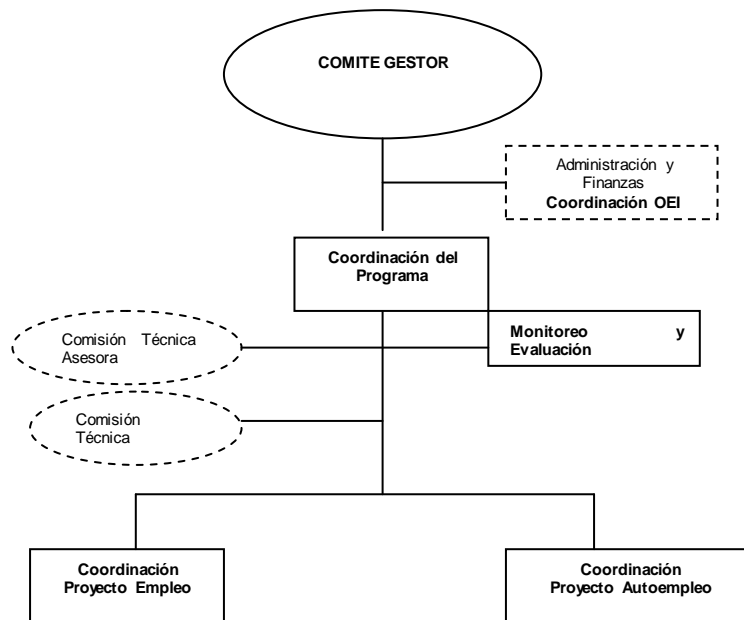 COMITE GESTOR
Administración y
Finanzas
Coordinación OEI
Coordinación del
Programa
Monitoreo y
Evaluación
Comisión Técnica
Asesora
Comisión
Técnica
Coordinación
Proyecto Empleo
Coordinación
Proyecto Autoempleo